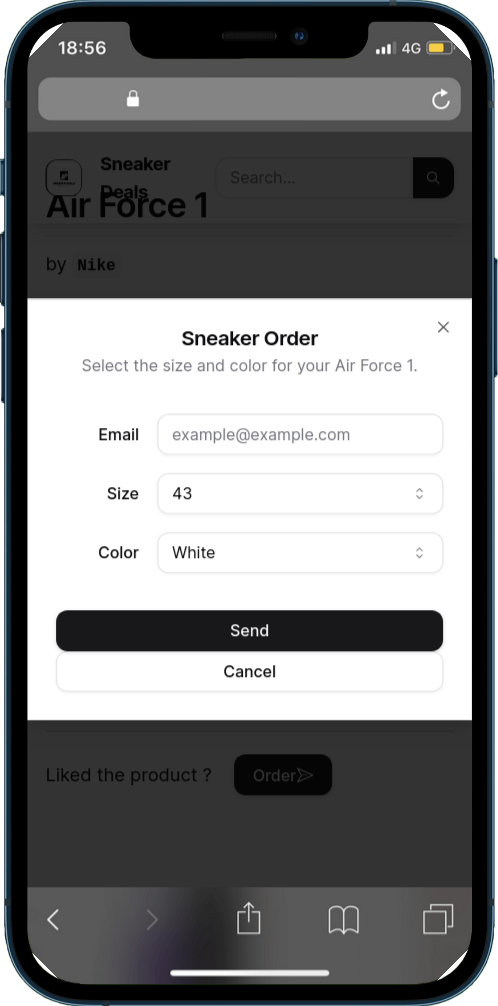 18:56
4G
Sneaker
Deals
Search...
Air Force 1
by Nike
Sneaker Order
Select the size and color for your Air Force 1.
Email
example@example.com
Size
43
Color
White
Send
Cancel
Liked the product ?
Order